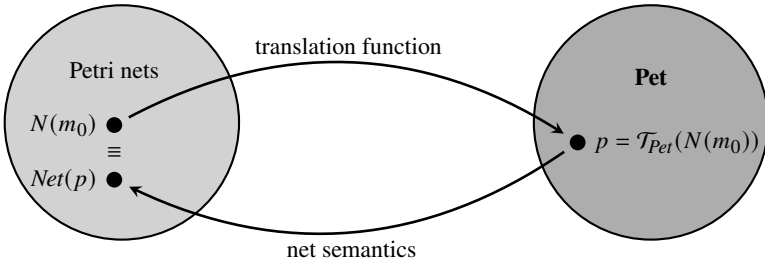 translation function
Petri nets
Pet
N(m₀)
≡
p = 𝒯_Pet(N(m₀))
Net(p)
net semantics